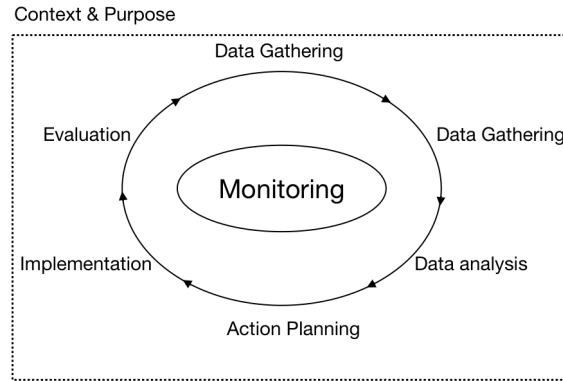 Context & Purpose
Data Gathering
Evaluation
Data Gathering
Monitoring
Implementation
Data analysis
Action Planning